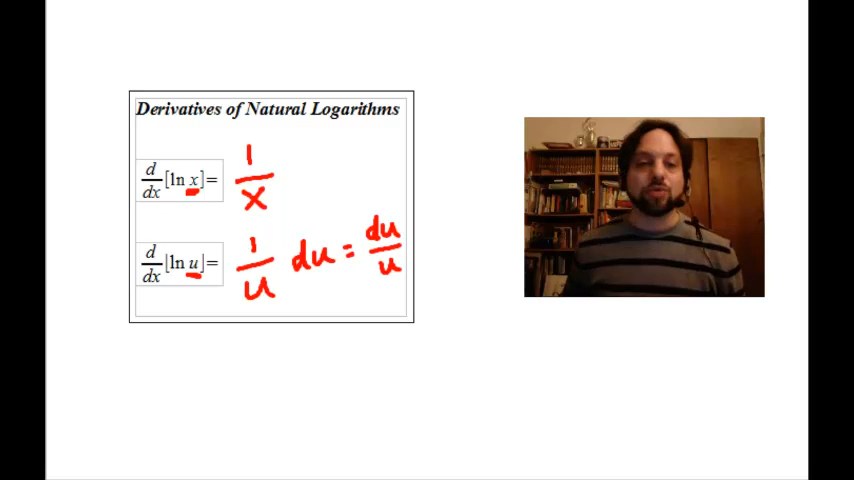 Derivatives of Natural Logarithms
d/dx [ln x]= 1/x
d/dx [ln u]= 1/u du = du/u